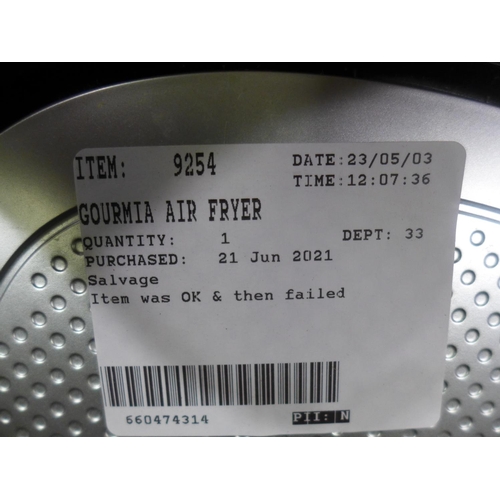 ITEM: 9254 DATE:23/05/03
TIME:12:07:36
GOURMIA AIR FRYER
QUANTITY: 1 DEPT: 33
PURCHASED: 21 Jun 2021
Salvage
Item was OK & then failed
660474314 PII: N